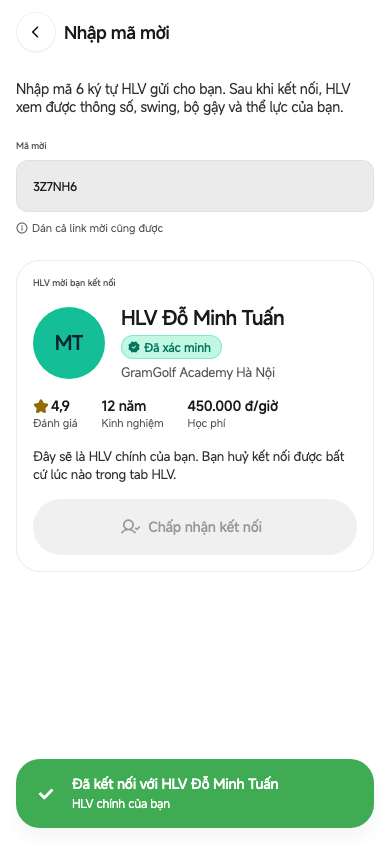 Nhập mã mời
Nhập mã 6 ký tự HLV gửi cho bạn. Sau khi kết nối, HLV
xem được thông số, swing, bộ gậy và thể lực của bạn.
Mã mời
3Z7NH6
Dán cả link mời cũng được
HLV mời bạn kết nối
MT
HLV Đỗ Minh Tuấn
Đã xác minh
GramGolf Academy Hà Nội
4,9 12 năm 450.000 đ/giờ
Đánh giá Kinh nghiệm Học phí
Đây sẽ là HLV chính của bạn. Bạn huỷ kết nối được bất
cứ lúc nào trong tab HLV.
Chấp nhận kết nối
Đã kết nối với HLV Đỗ Minh Tuấn
HLV chính của bạn